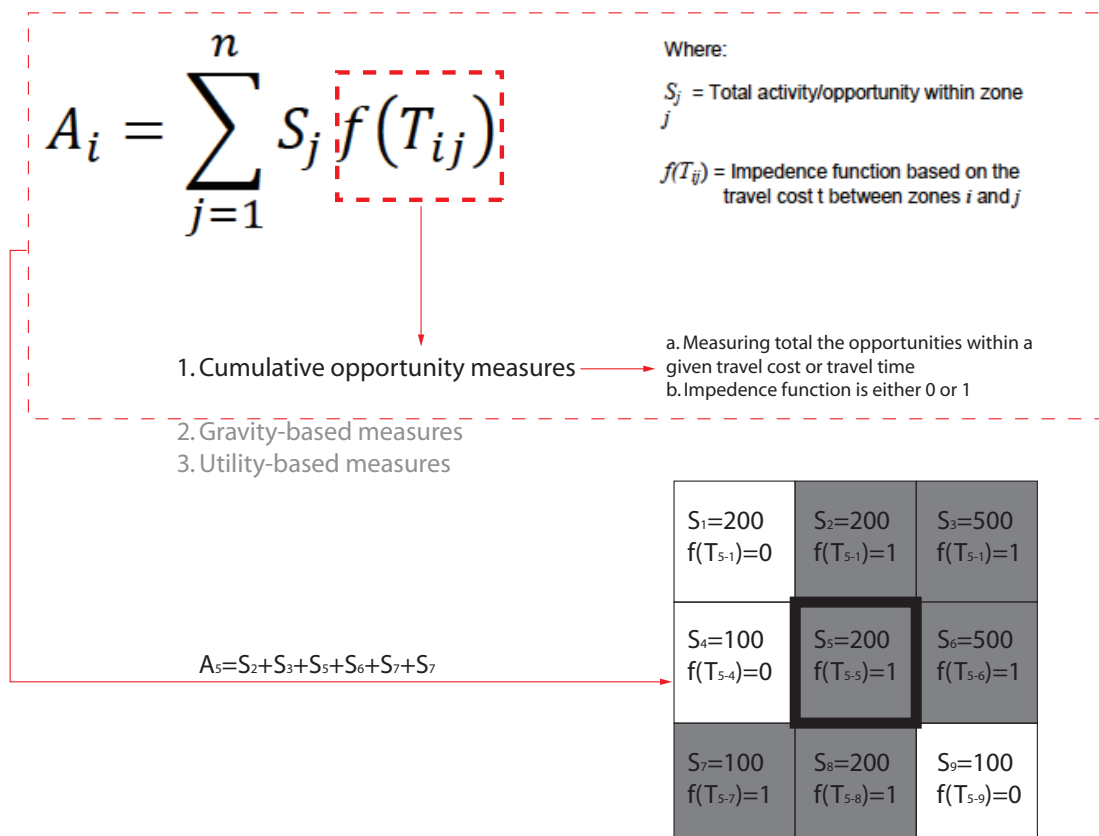 n
A_i = ∑ S_j f(T_ij)
j=1
Where:
S_j = Total activity/opportunity within zone
j
f(T_ij) = Impedence function based on the
travel cost t between zones i and j
1. Cumulative opportunity measures
a. Measuring total the opportunities within a
given travel cost or travel time
b. Impedence function is either 0 or 1
2. Gravity-based measures
3. Utility-based measures
S₁=200
f(T₅₋₁)=0
S₂=200
f(T₅₋₁)=1
S₃=500
f(T₅₋₁)=1
A₅=S₂+S₃+S₅+S₆+S₇+S₇
S₄=100
f(T₅₋₄)=0
S₅=200
f(T₅₋₅)=1
S₆=500
f(T₅₋₆)=1
S₇=100
f(T₅₋₇)=1
S₈=200
f(T₅₋₈)=1
S₉=100
f(T₅₋₉)=0